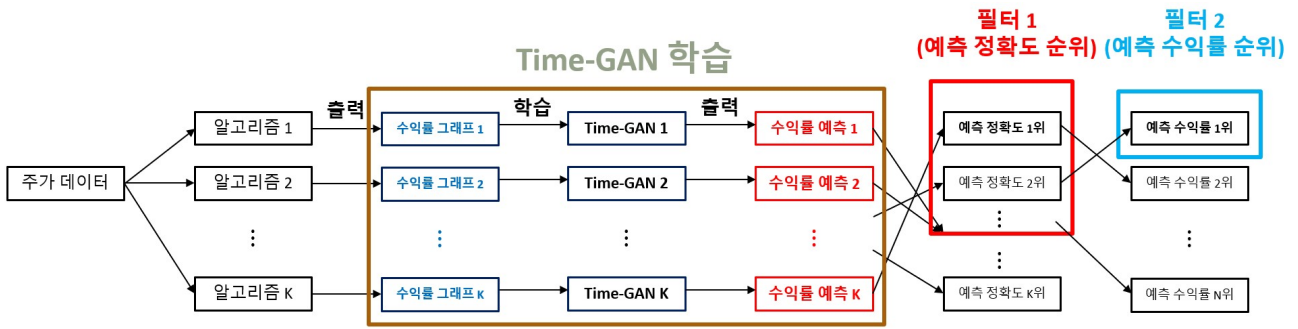 필터 1
(예측 정확도 순위)
필터 2
(예측 수익률 순위)
Time-GAN 학습
출력
학습
출력
주가 데이터
알고리즘 1
수익률 그래프 1
Time-GAN 1
수익률 예측 1
예측 정확도 1위
예측 수익률 1위
알고리즘 2
수익률 그래프 2
Time-GAN 2
수익률 예측 2
예측 정확도 2위
예측 수익률 2위
알고리즘 K
수익률 그래프 K
Time-GAN K
수익률 예측 K
예측 정확도 K위
예측 수익률 N위